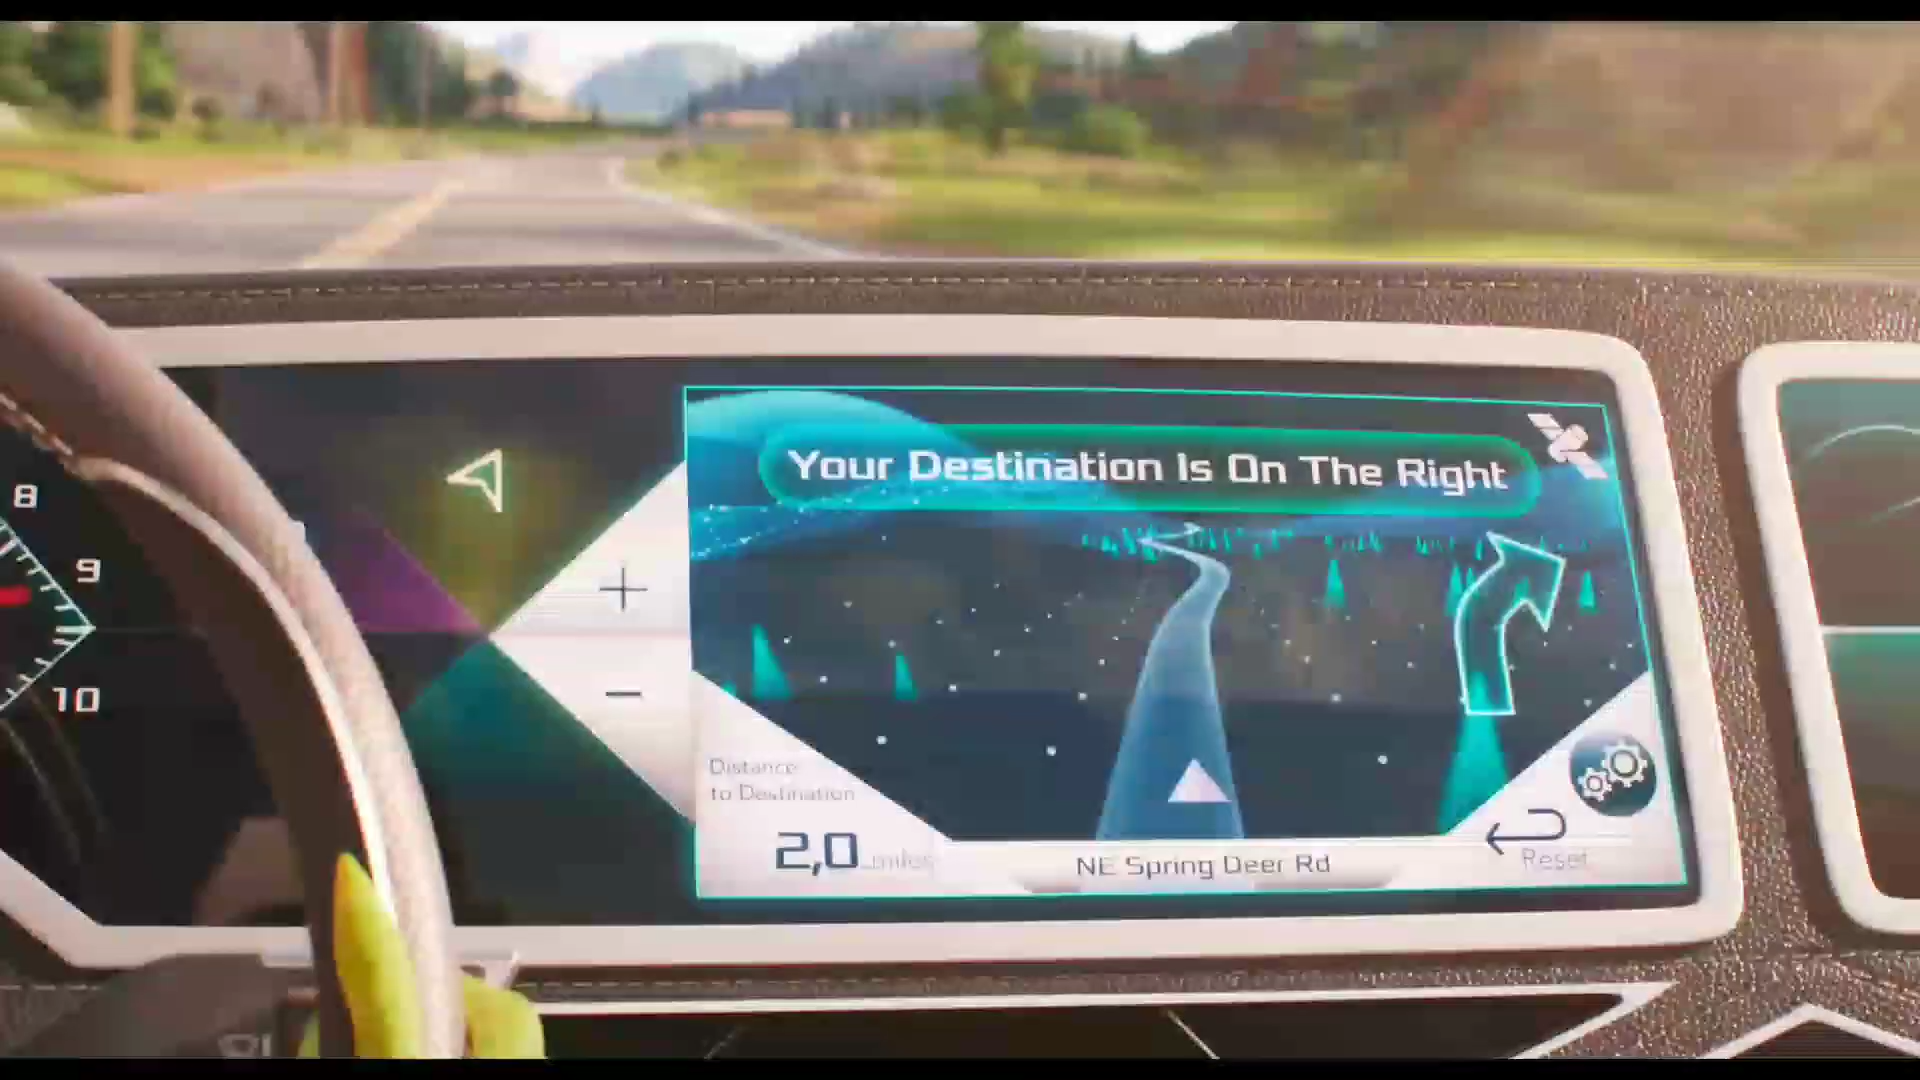 8
9
10
Your Destination Is On The Right
+
−
Distance
to Destination
2,0 miles
NE Spring Deer Rd
Reset